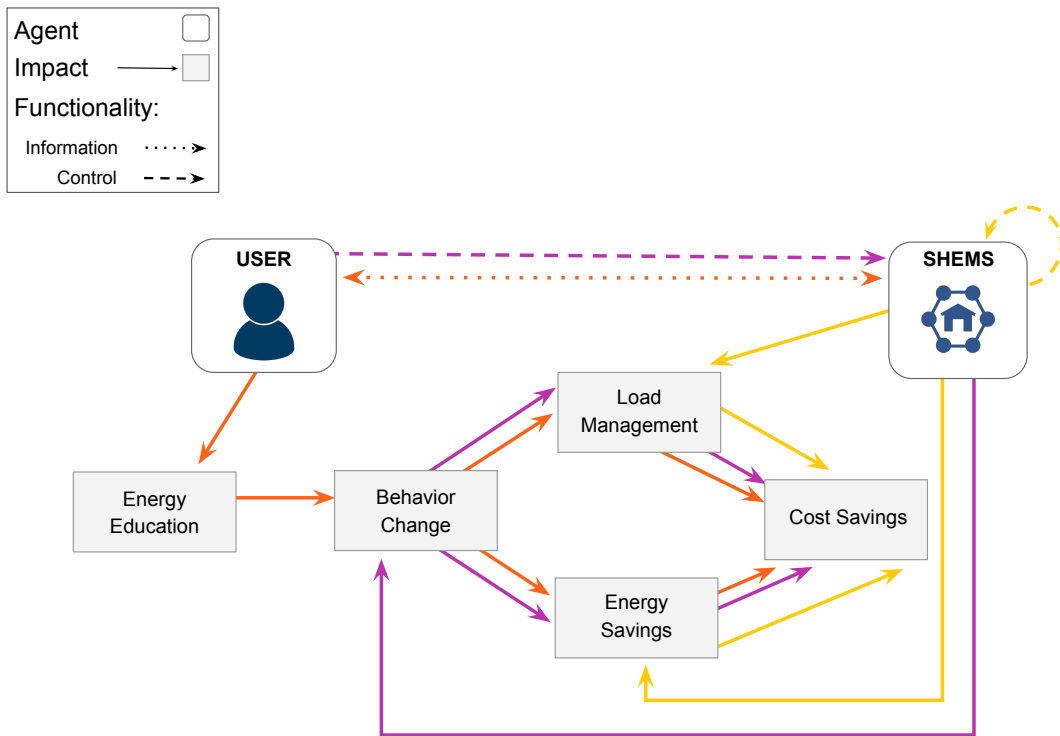 Agent
Impact
Functionality:
Information
Control
USER
SHEMS
Load
Management
Energy
Education
Behavior
Change
Cost Savings
Energy
Savings